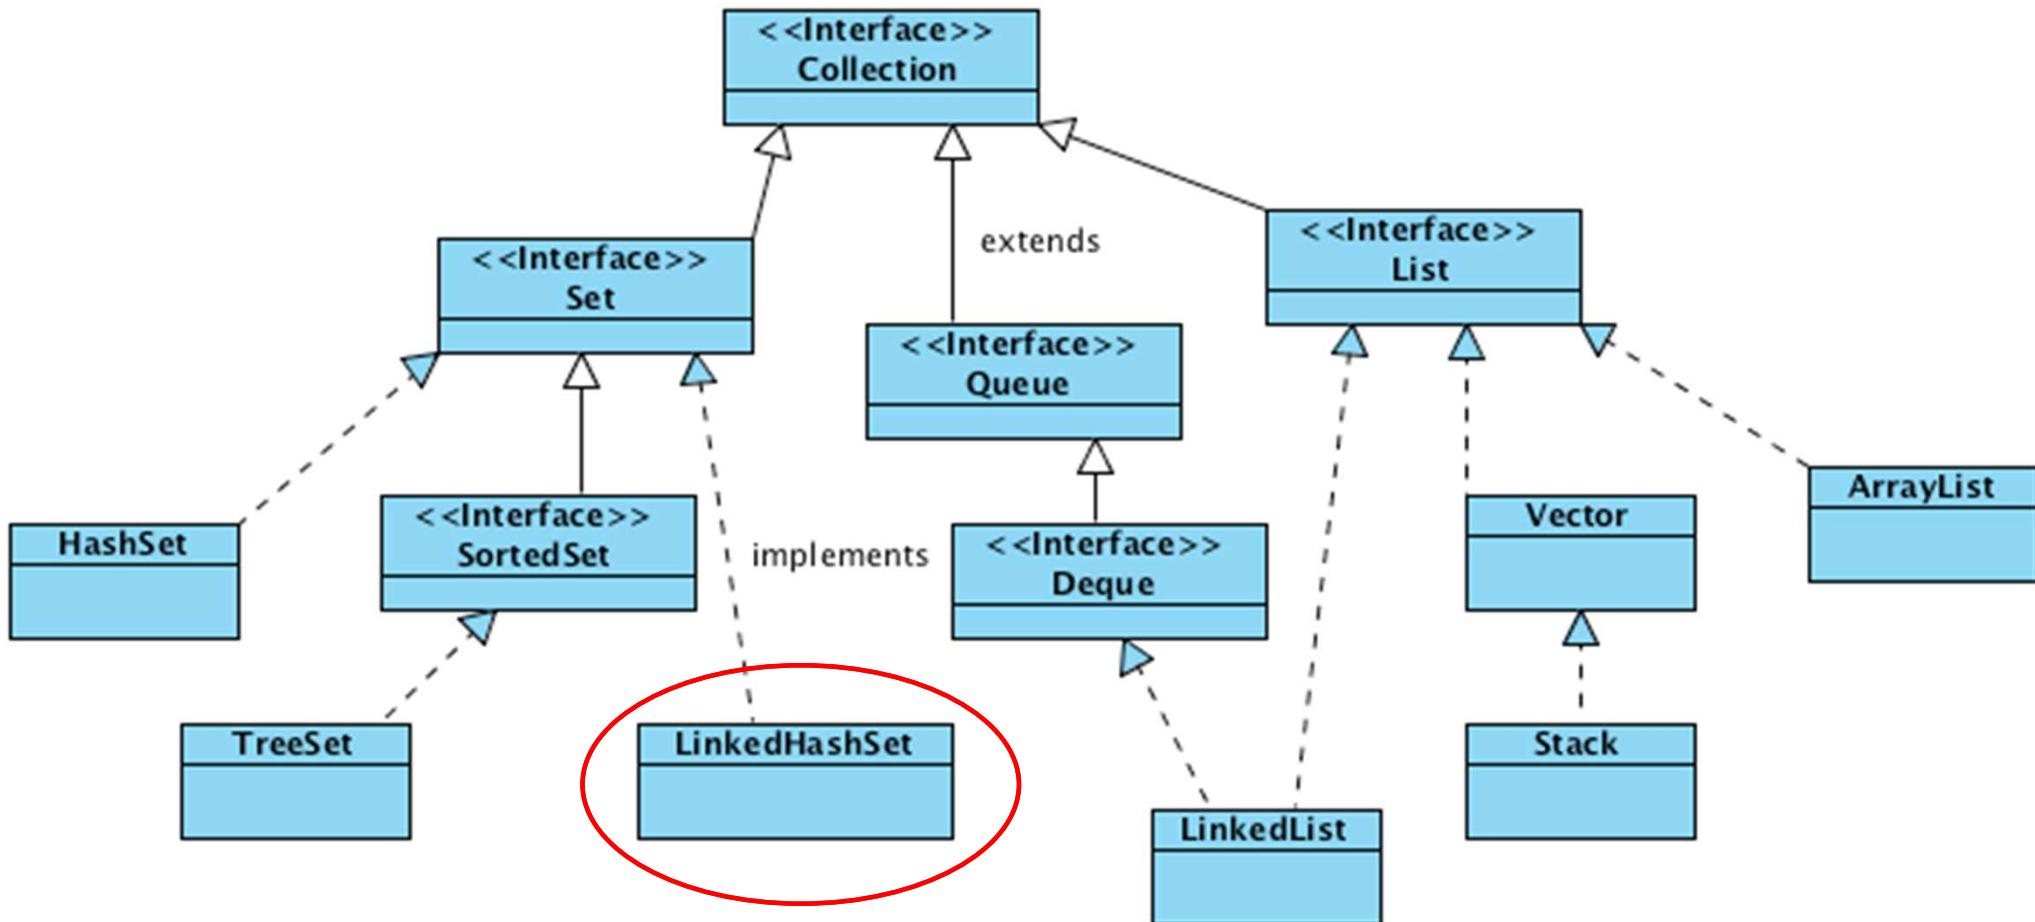 <<Interface>>
Collection
<<Interface>>
Set
extends
<<Interface>>
List
<<Interface>>
Queue
HashSet
<<Interface>>
SortedSet
implements
<<Interface>>
Deque
Vector
ArrayList
TreeSet
LinkedHashSet
LinkedList
Stack